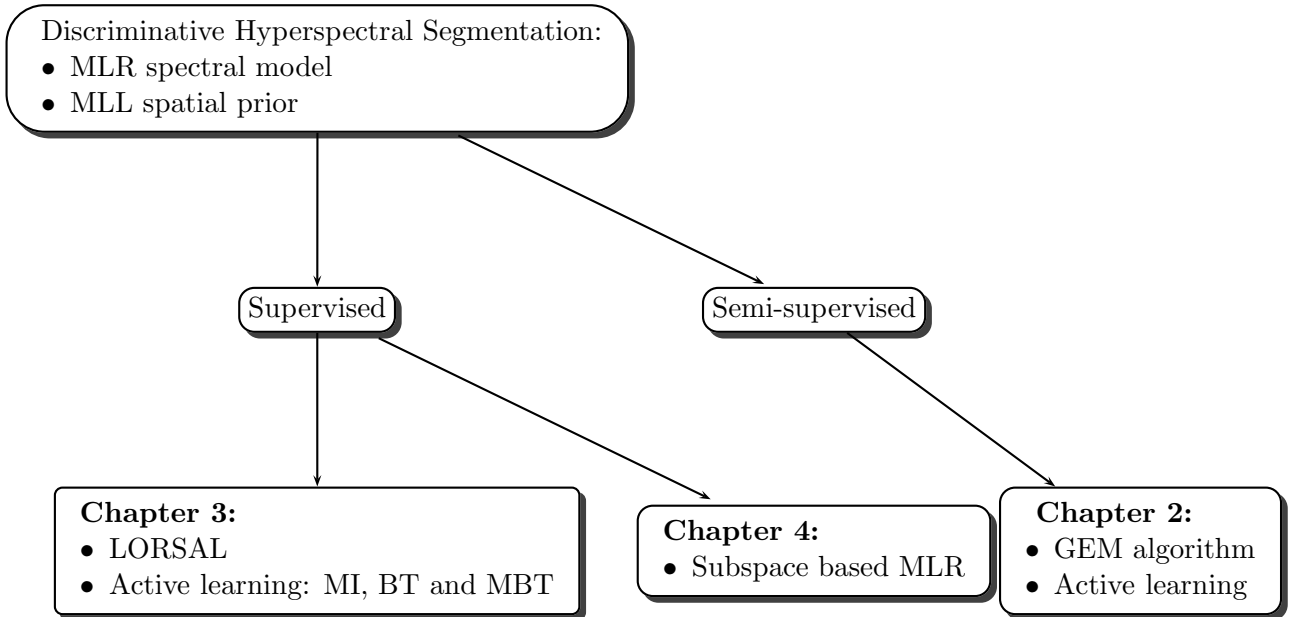 Discriminative Hyperspectral Segmentation:
• MLR spectral model
• MLL spatial prior
Supervised
Semi-supervised
Chapter 3:
• LORSAL
• Active learning: MI, BT and MBT
Chapter 4:
• Subspace based MLR
Chapter 2:
• GEM algorithm
• Active learning